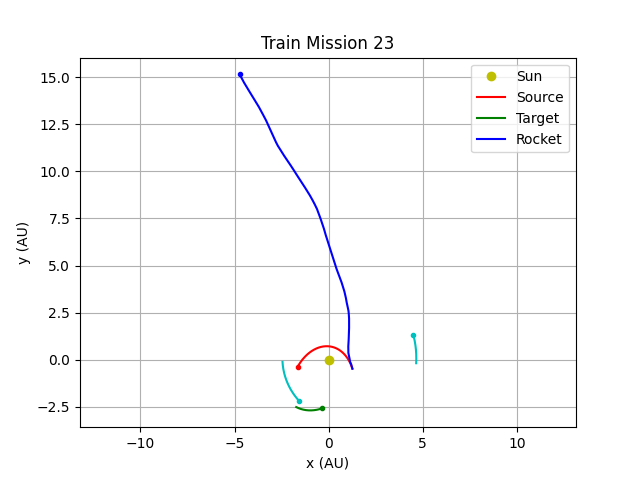 Train Mission 23
Sun
Source
Target
Rocket
15.0
12.5
10.0
7.5
5.0
2.5
0.0
−2.5
y (AU)
−10 −5 0 5 10
x (AU)